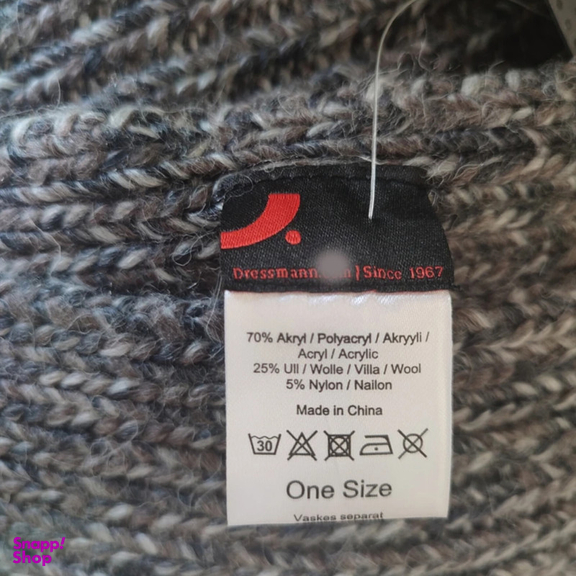 Dressmann | Since 1967
70% Akryl / Polyacryl / Akryyli /
Acryl / Acrylic
25% Ull / Wolle / Villa / Wool
5% Nylon / Nailon
Made in China
30
One Size
Vaskes separat
Snapp!
Shop